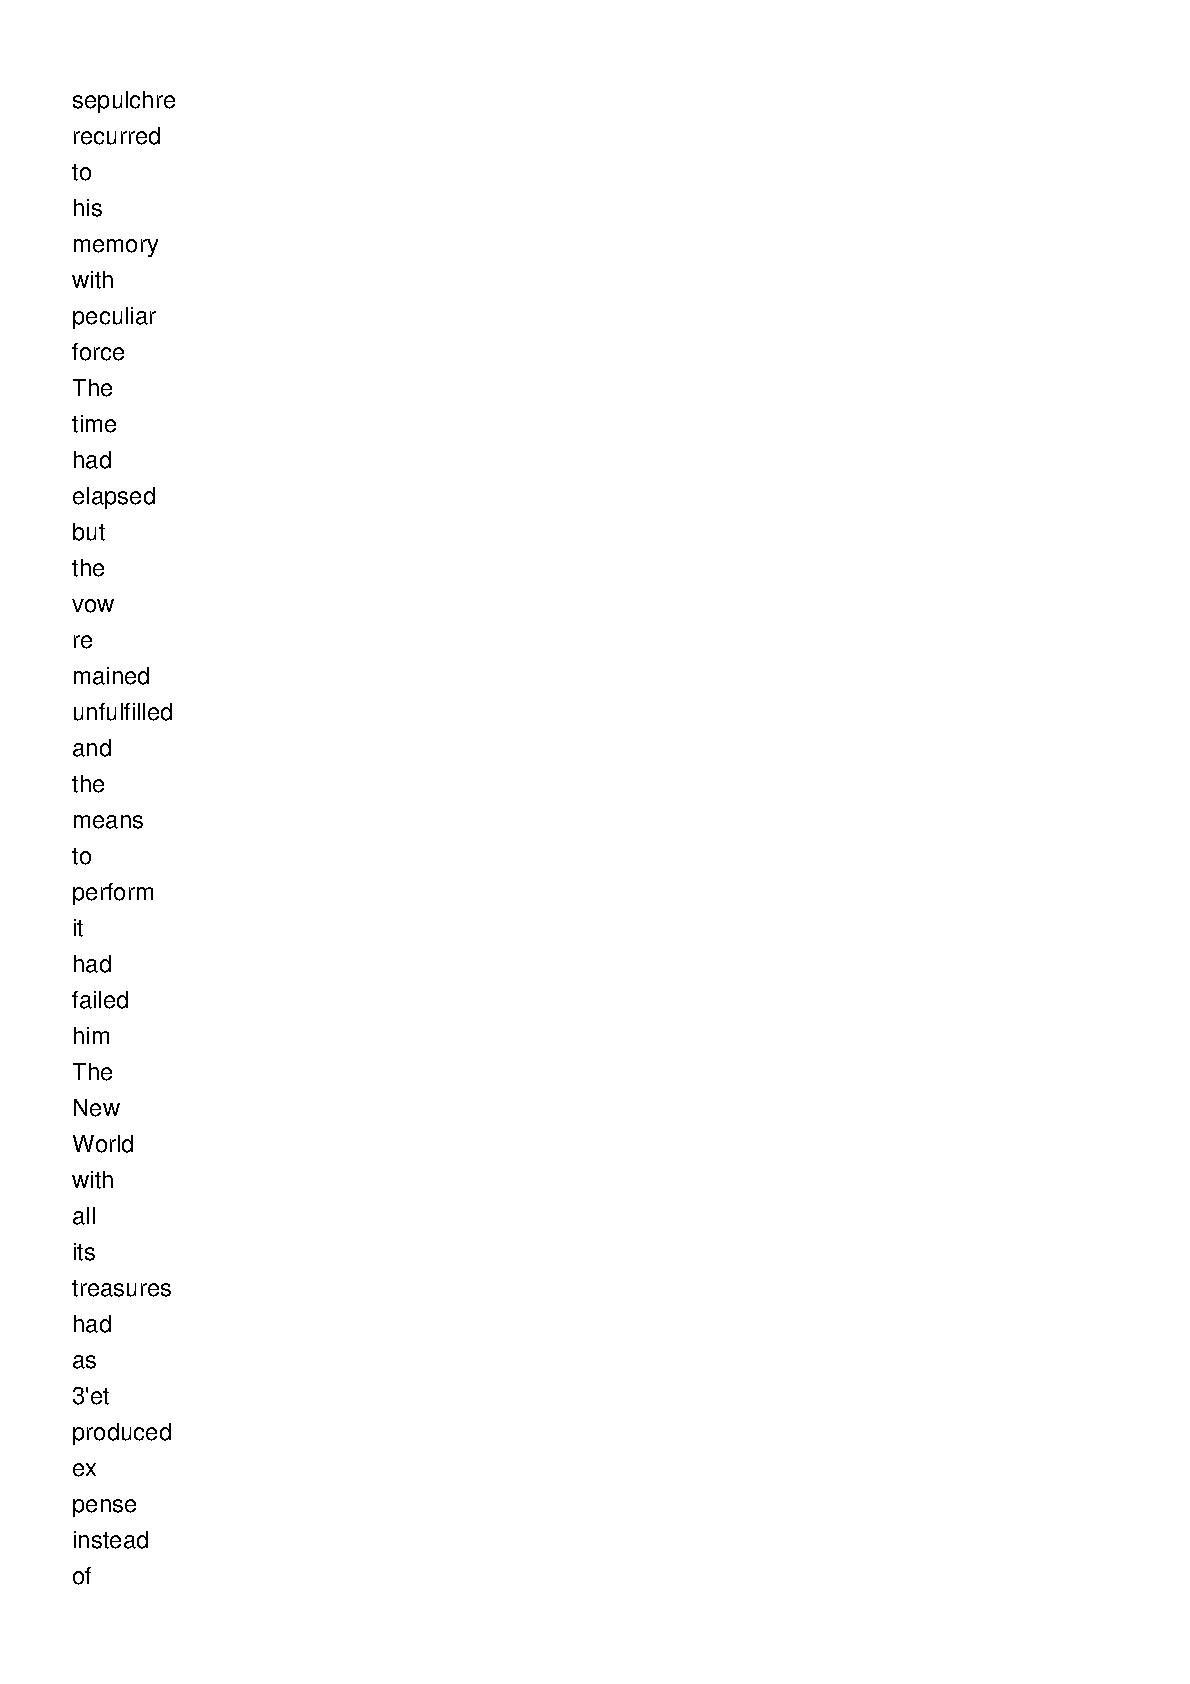 sepulchre
recurred
to
his
memory
with
peculiar
force
The
time
had
elapsed
but
the
vow
re
mained
unfulfilled
and
the
means
to
perform
it
had
failed
him
The
New
World
with
all
its
treasures
had
as
3'et
produced
ex
pense
instead
of